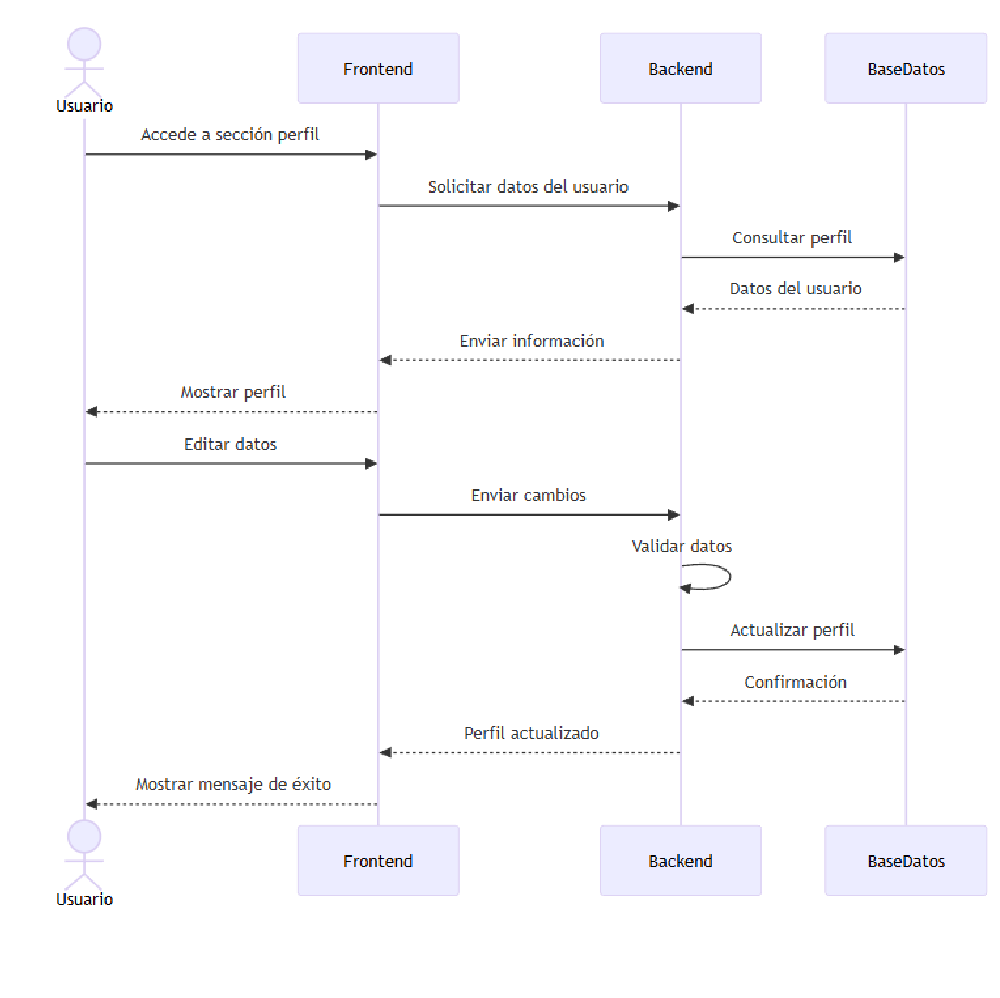 Usuario
Frontend
Backend
BaseDatos
Accede a sección perfil
Solicitar datos del usuario
Consultar perfil
Datos del usuario
Enviar información
Mostrar perfil
Editar datos
Enviar cambios
Validar datos
Actualizar perfil
Confirmación
Perfil actualizado
Mostrar mensaje de éxito
Usuario
Frontend
Backend
BaseDatos